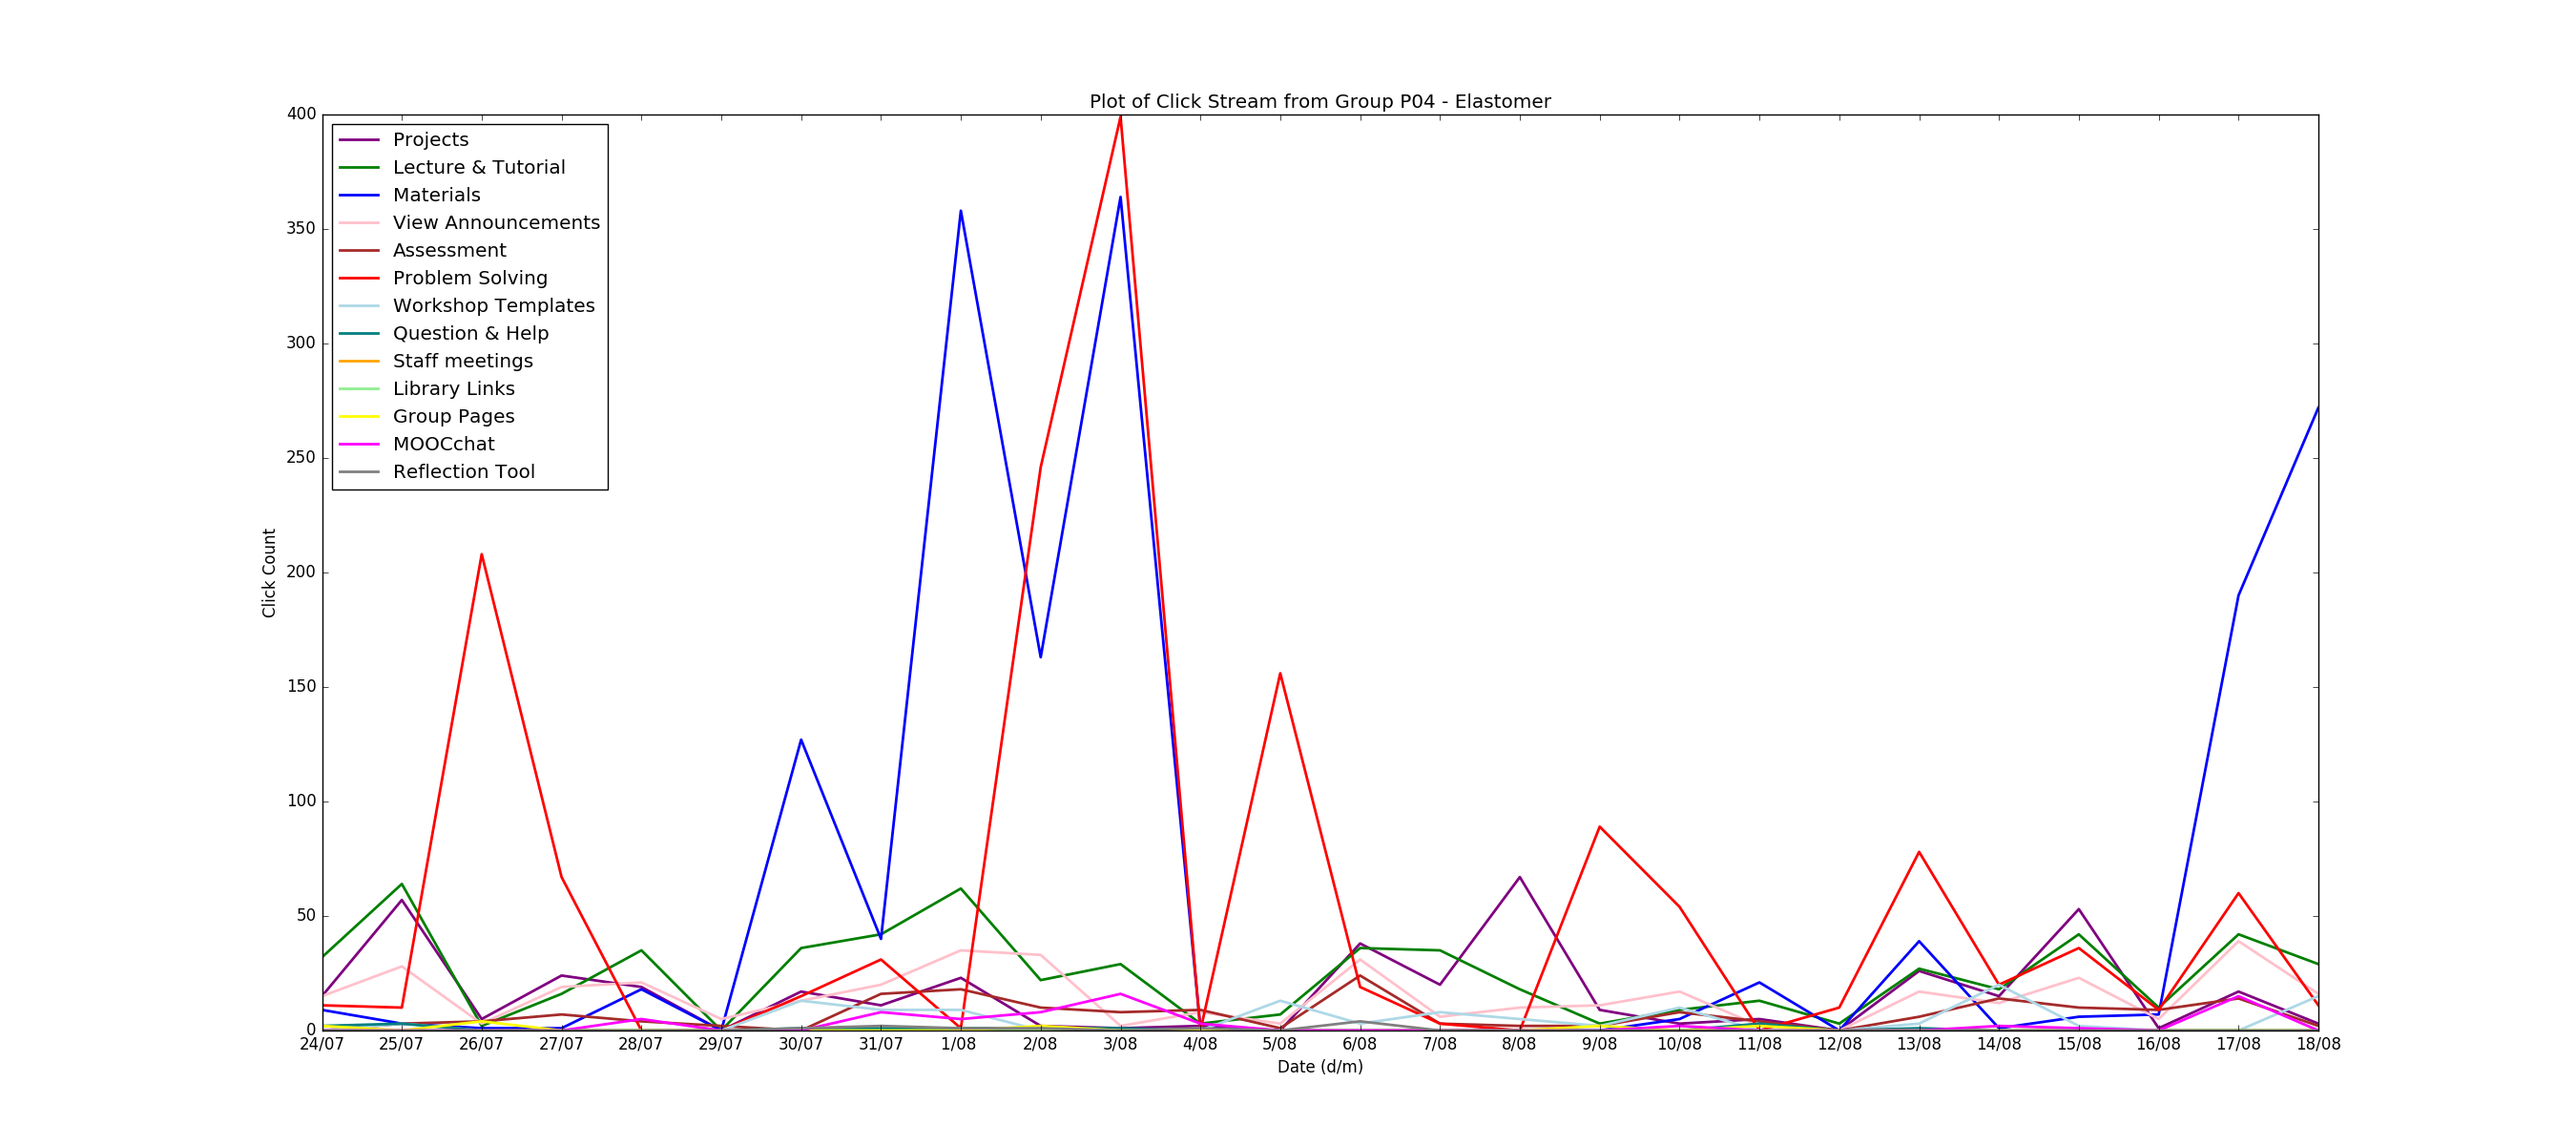 Plot of Click Stream from Group P04 - Elastomer
400
350
300
250
200
150
100
50
0
Click Count
Projects
Lecture & Tutorial
Materials
View Announcements
Assessment
Problem Solving
Workshop Templates
Question & Help
Staff meetings
Library Links
Group Pages
MOOCchat
Reflection Tool
24/07 25/07 26/07 27/07 28/07 29/07 30/07 31/07 1/08 2/08 3/08 4/08 5/08 6/08 7/08 8/08 9/08 10/08 11/08 12/08 13/08 14/08 15/08 16/08 17/08 18/08
Date (d/m)